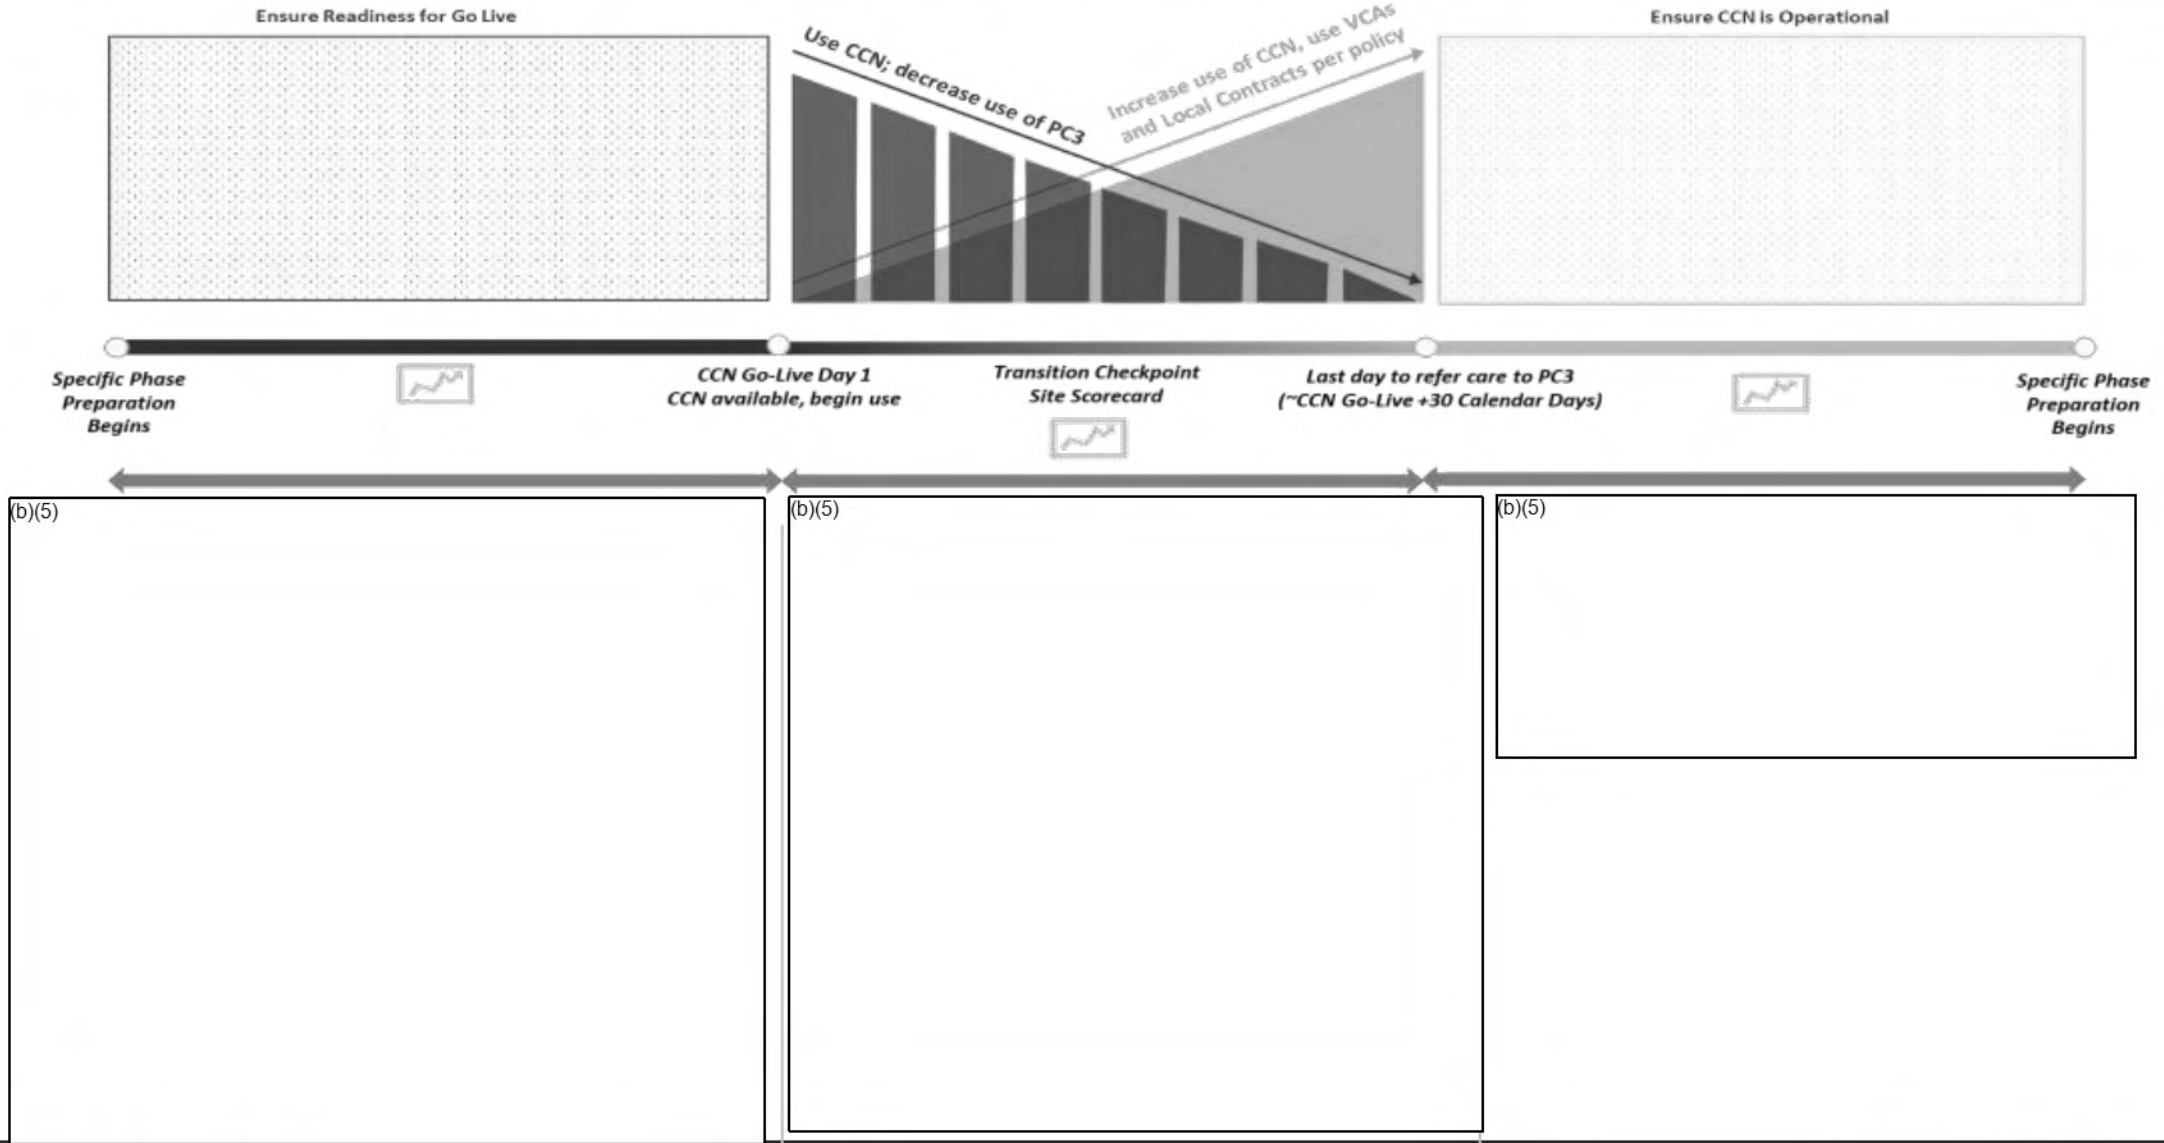 Ensure Readiness for Go Live
Use CCN; decrease use of PC3
Increase use of CCN, use VCAs
and Local Contracts per policy
Ensure CCN is Operational
Specific Phase
Preparation
Begins
CCN Go-Live Day 1
CCN available, begin use
Transition Checkpoint
Site Scorecard
Last day to refer care to PC3
(~CCN Go-Live +30 Calendar Days)
Specific Phase
Preparation
Begins
(b)(5)
(b)(5)
(b)(5)